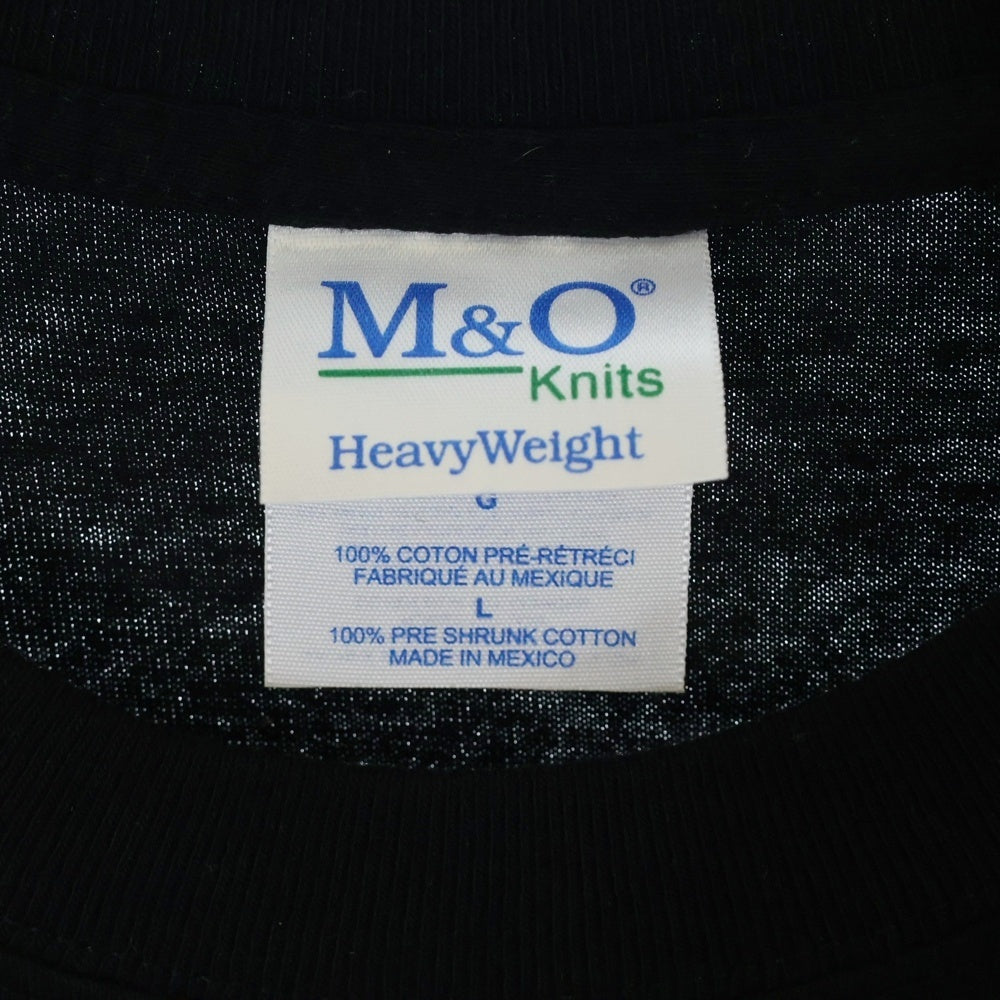 M&O®
Knits
HeavyWeight
G
100% COTON PRÉ-RÉTRÉCI
FABRIQUÉ AU MEXIQUE
L
100% PRE SHRUNK COTTON
MADE IN MEXICO